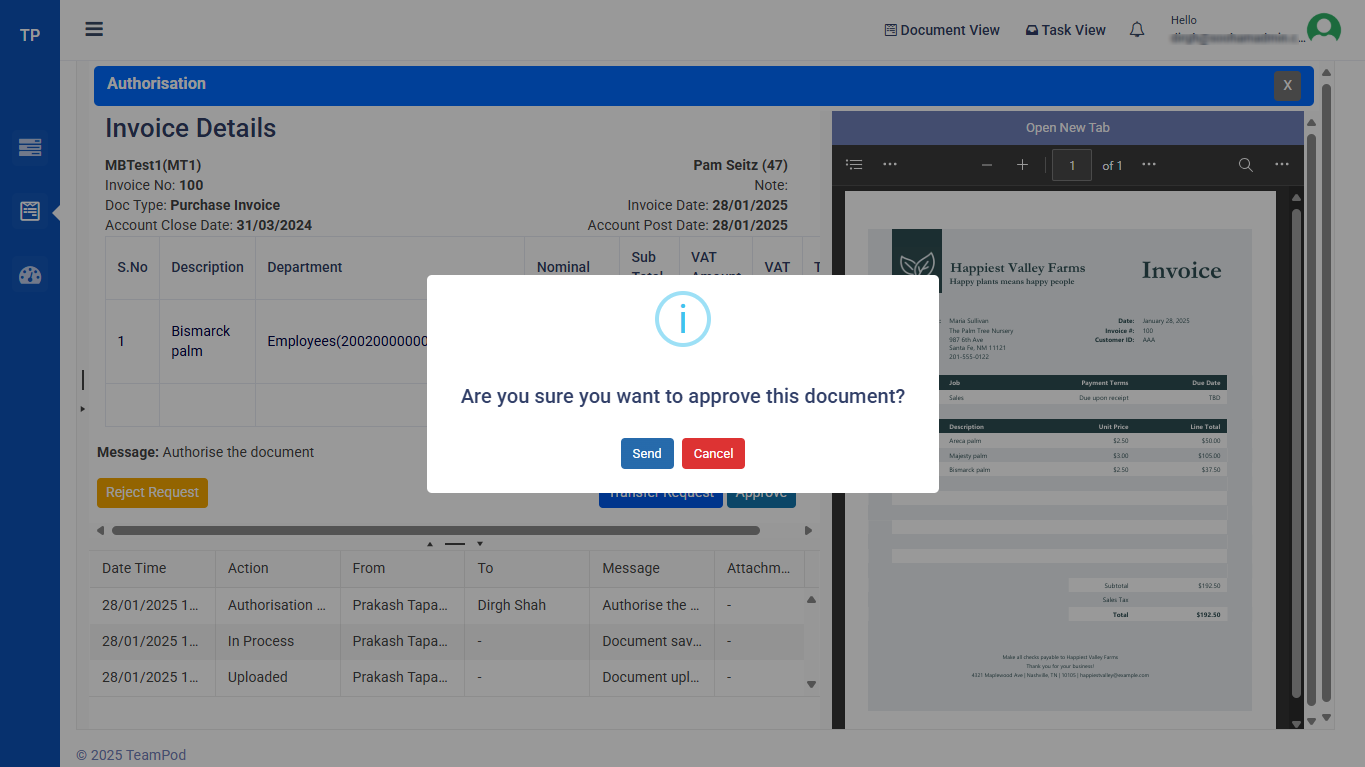 TP
Document View
Task View
Hello
Authorisation
X
Invoice Details
MBTest1(MT1)
Pam Seitz (47)
Invoice No: 100
Note:
Doc Type: Purchase Invoice
Invoice Date: 28/01/2025
Account Close Date: 31/03/2024
Account Post Date: 28/01/2025
S.No
Description
Department
Nominal
Sub
VAT
VAT
T
1
Bismarck
palm
Employees(20020000000
Are you sure you want to approve this document?
Send
Cancel
Message: Authorise the document
Reject Request
Transfer Request
Approve
Date Time
Action
From
To
Message
Attachm...
28/01/2025 1...
Authorisation ...
Prakash Tapa...
Dirgh Shah
Authorise the ...
-
28/01/2025 1...
In Process
Prakash Tapa...
-
Document sav...
-
28/01/2025 1...
Uploaded
Prakash Tapa...
-
Document upl...
-
Open New Tab
1
of 1
Happiest Valley Farms
Happy plants means happy people
Invoice
Maria Sullivan
The Palm Tree Nursery
987 6th Ave
Santa Fe, NM 11121
201-555-0122
Date: January 28, 2025
Invoice #: 100
Customer ID: AAA
Job
Payment Terms
Due Date
Sales
Due upon receipt
TBD
Description
Unit Price
Line Total
Areca palm
$2.50
$50.00
Majesty palm
$3.00
$105.00
Bismarck palm
$2.50
$37.50
Subtotal
$192.50
Sales Tax
Total
$192.50
Make all checks payable to Happiest Valley Farms
Thank you for your business!
4321 Maplewood Ave | Nashville, TN | 10105 | happiestvalley@example.com
© 2025 TeamPod